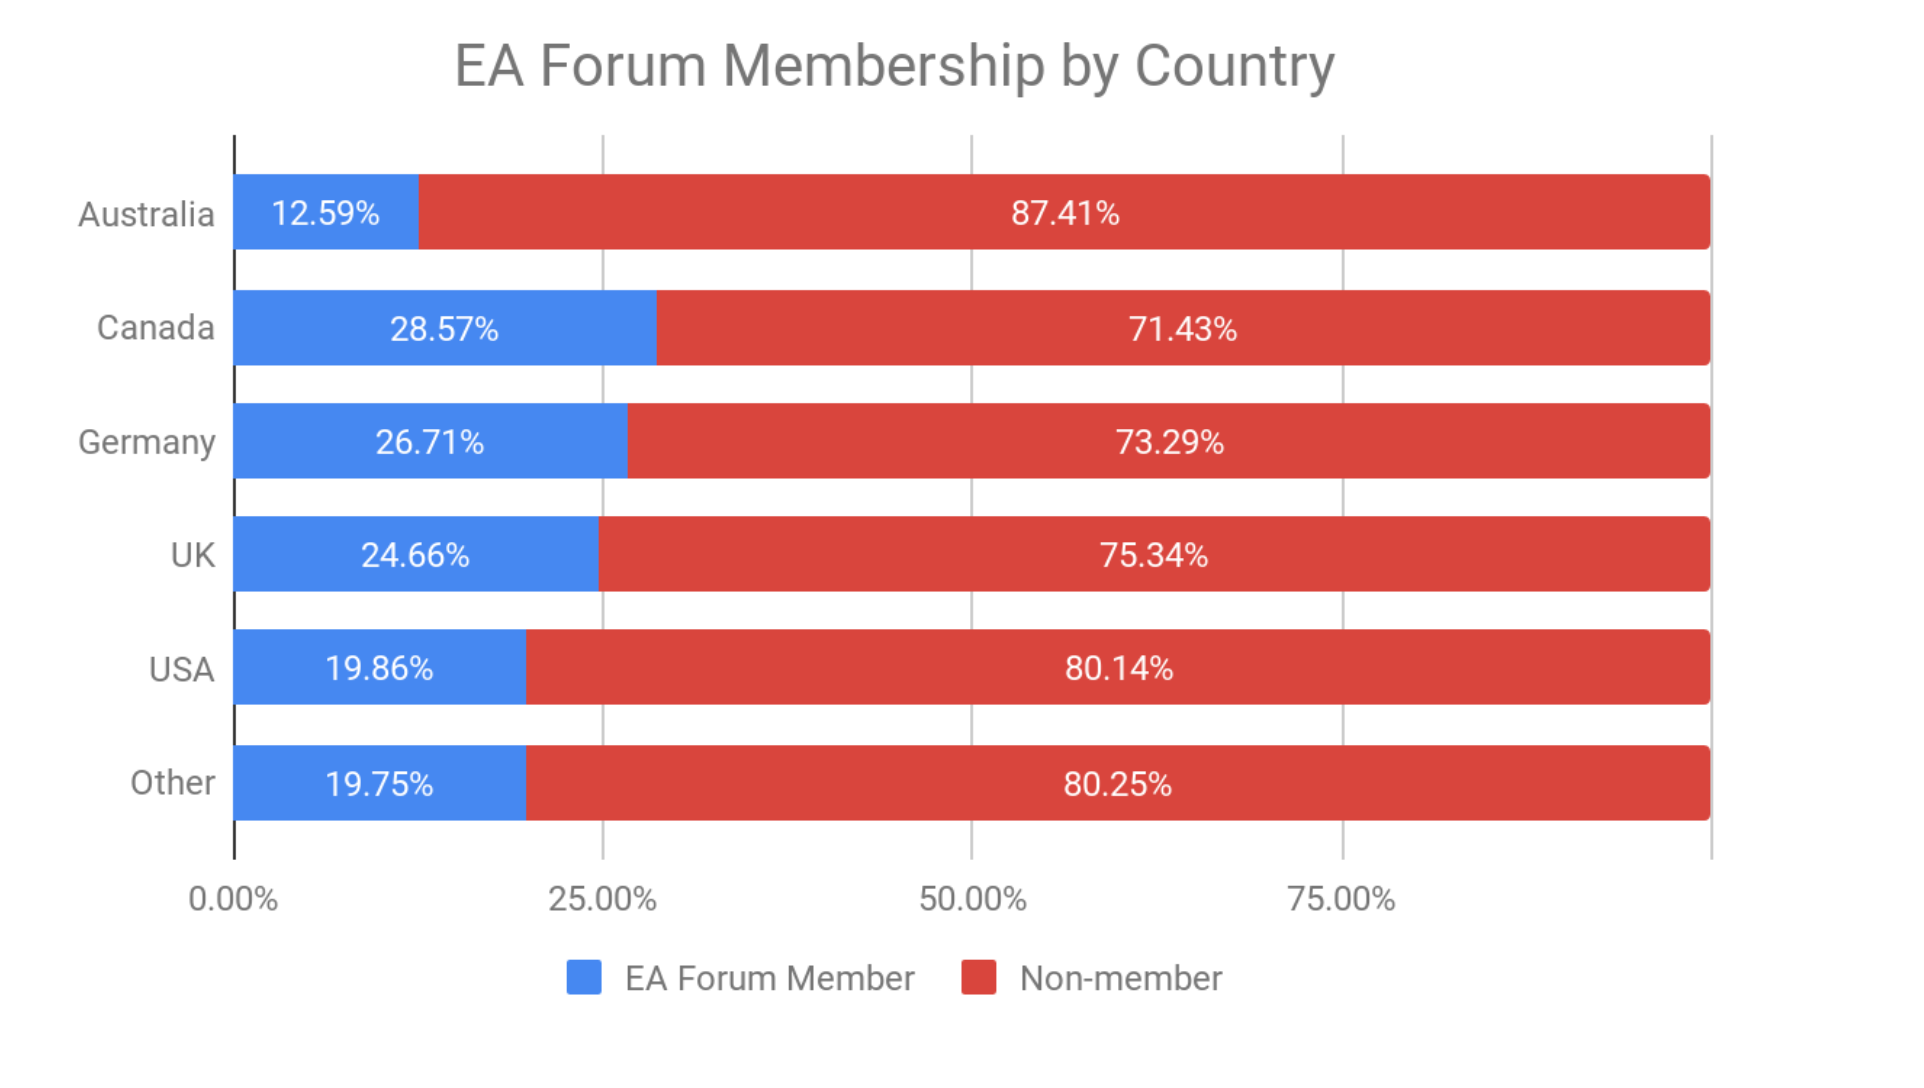 EA Forum Membership by Country
Australia 12.59% 87.41%
Canada 28.57% 71.43%
Germany 26.71% 73.29%
UK 24.66% 75.34%
USA 19.86% 80.14%
Other 19.75% 80.25%
0.00% 25.00% 50.00% 75.00%
EA Forum Member Non-member